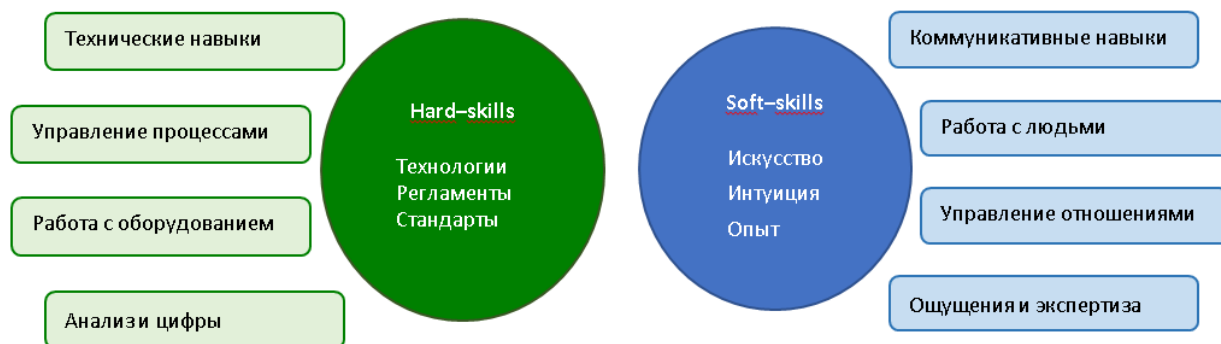 Технические навыки
Управление процессами
Работа с оборудованием
Анализ и цифры
Hard–skills
Технологии
Регламенты
Стандарты
Soft–skills
Искусство
Интуиция
Опыт
Коммуникативные навыки
Работа с людьми
Управление отношениями
Ощущения и экспертиза